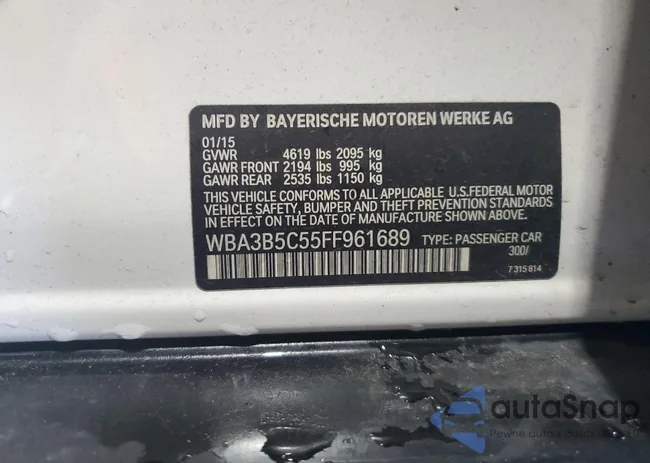 MFD BY BAYERISCHE MOTOREN WERKE AG
01/15
GVWR 4619 lbs 2095 kg
GAWR FRONT 2194 lbs 995 kg
GAWR REAR 2535 lbs 1150 kg
THIS VEHICLE CONFORMS TO ALL APPLICABLE U.S.FEDERAL MOTOR
VEHICLE SAFETY, BUMPER AND THEFT PREVENTION STANDARDS
IN EFFECT ON THE DATE OF MANUFACTURE SHOWN ABOVE.
WBA3B5C55FF961689 TYPE: PASSENGER CAR
300/
7 315 814
autaSnap
Pewne auta